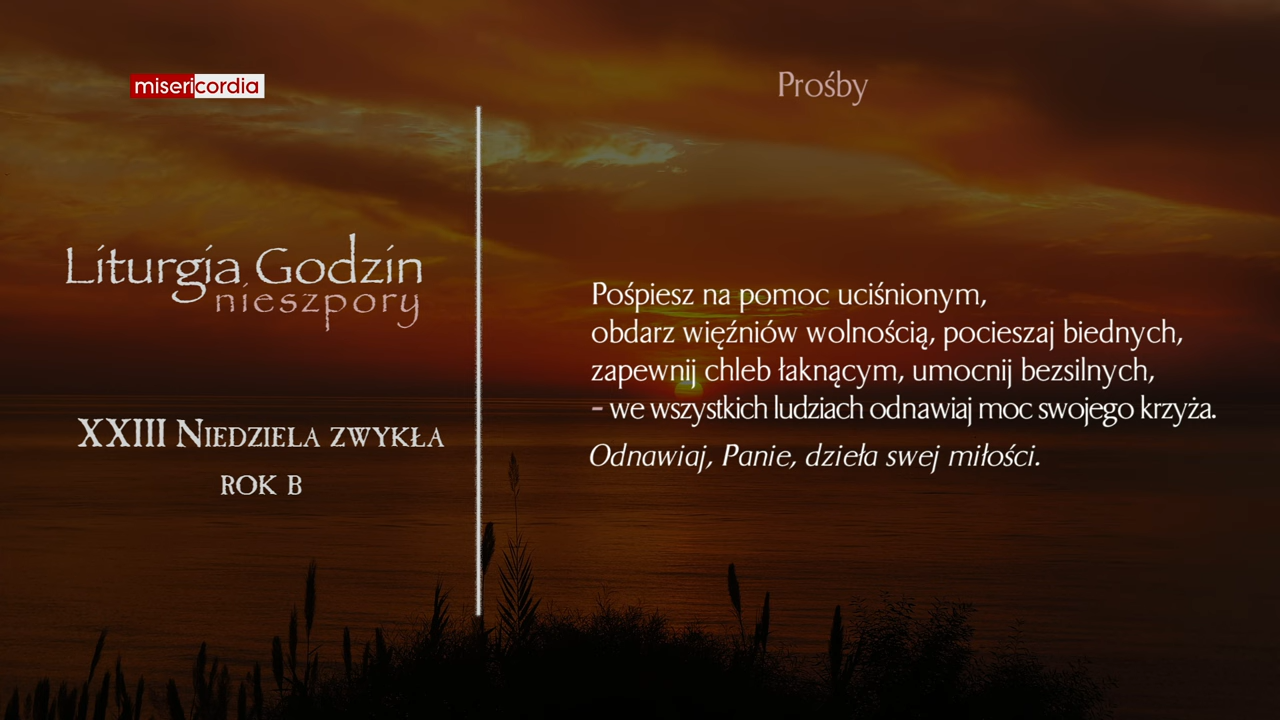 misericordia
Liturgia Godzin
nieszpory
XXIII Niedziela zwykła
rok B
Prośby
Pośpiesz na pomoc uciśnionym,
obdarz więźniów wolnością, pocieszaj biednych,
zapewnij chleb łaknącym, umocnij bezsilnych,
- we wszystkich ludziach odnawiaj moc swojego krzyża.
Odnawiaj, Panie, dzieła swej miłości.